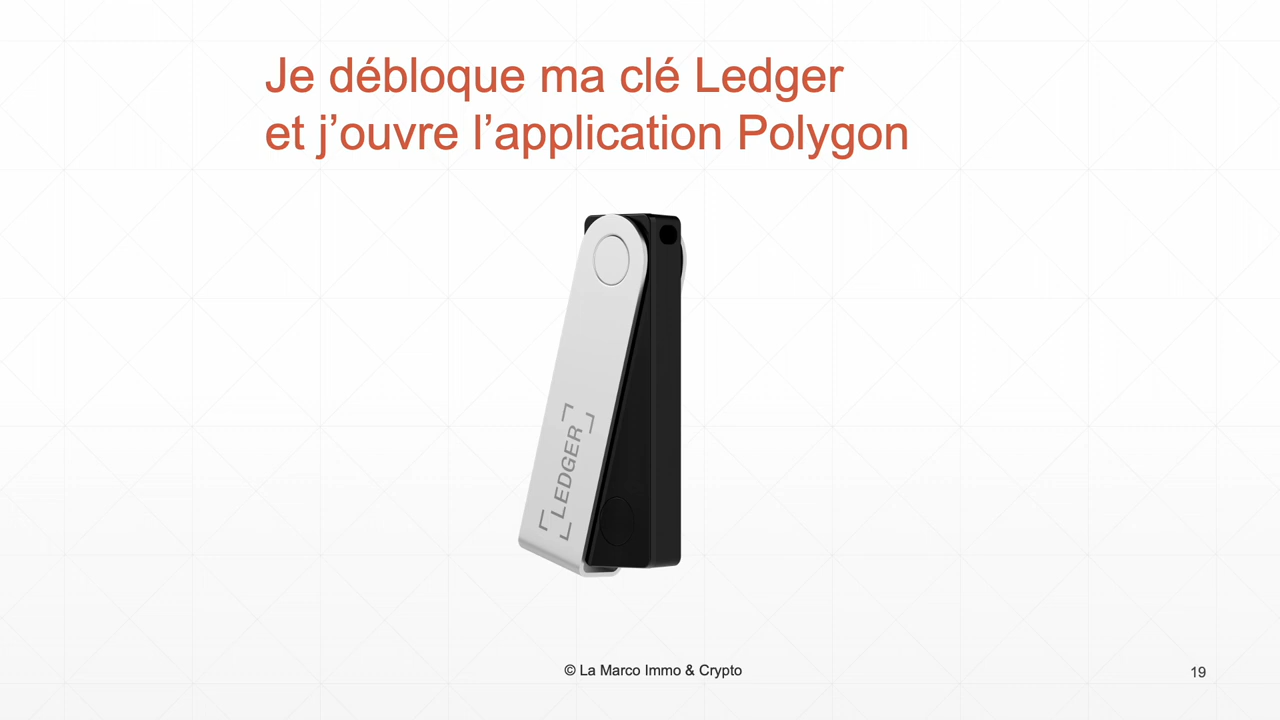 Je débloque ma clé Ledger
et j’ouvre l’application Polygon
LEDGER
© La Marco Immo & Crypto
19